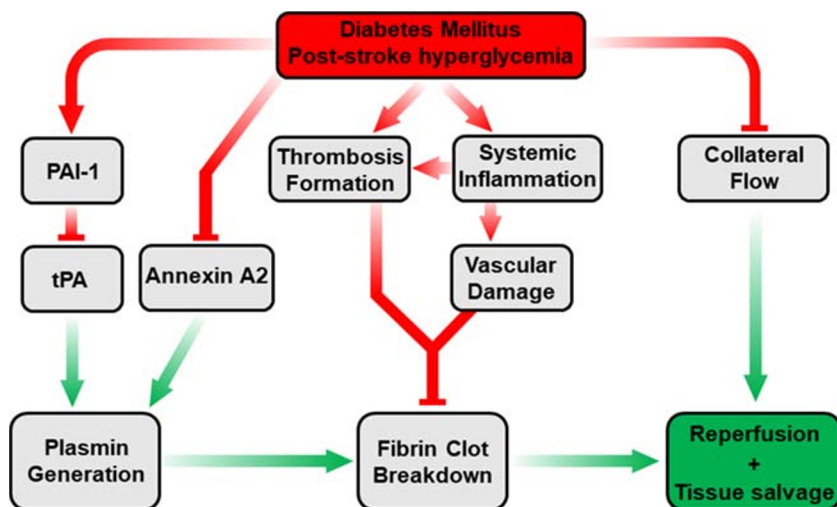 Diabetes Mellitus
Post-stroke hyperglycemia
PAI-1
Thrombosis
Formation
Systemic
Inflammation
Collateral
Flow
tPA
Annexin A2
Vascular
Damage
Plasmin
Generation
Fibrin Clot
Breakdown
Reperfusion
+
Tissue salvage